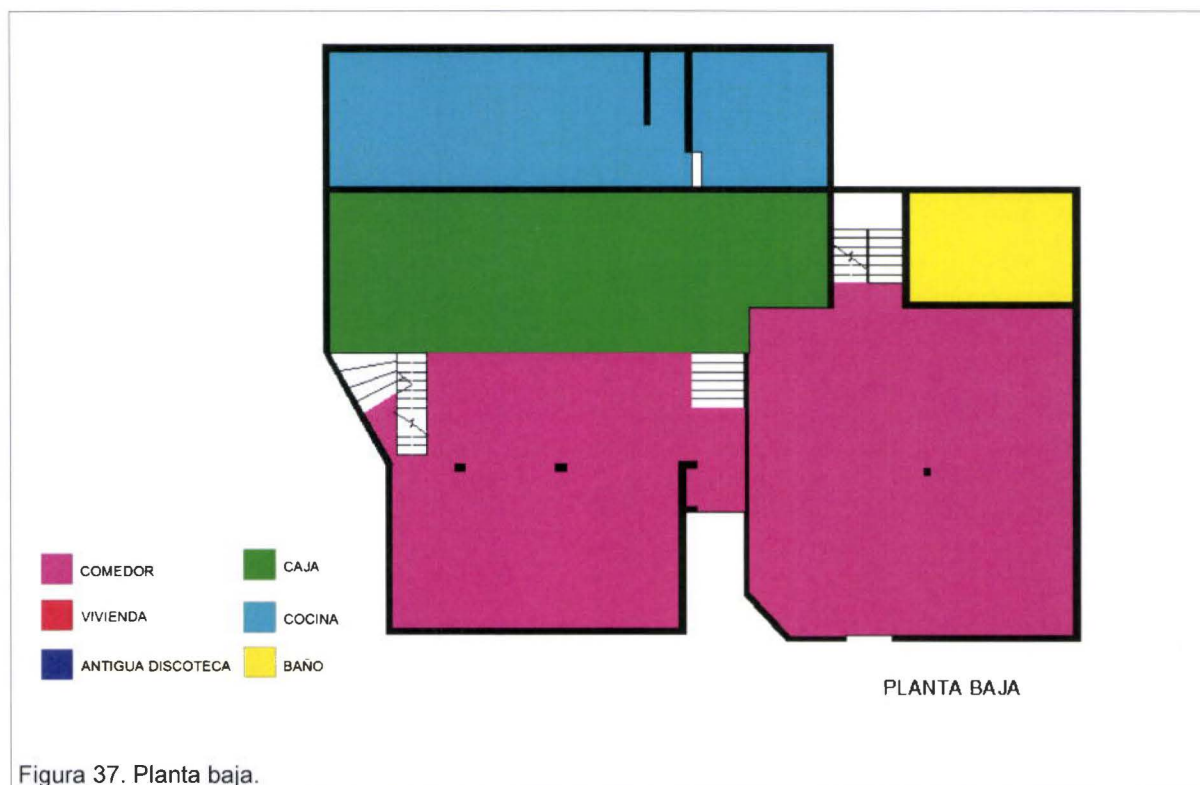 COMEDOR
VIVIENDA
ANTIGUA DISCOTECA
CAJA
COCINA
BAÑO
PLANTA BAJA
Figura 37. Planta baja.